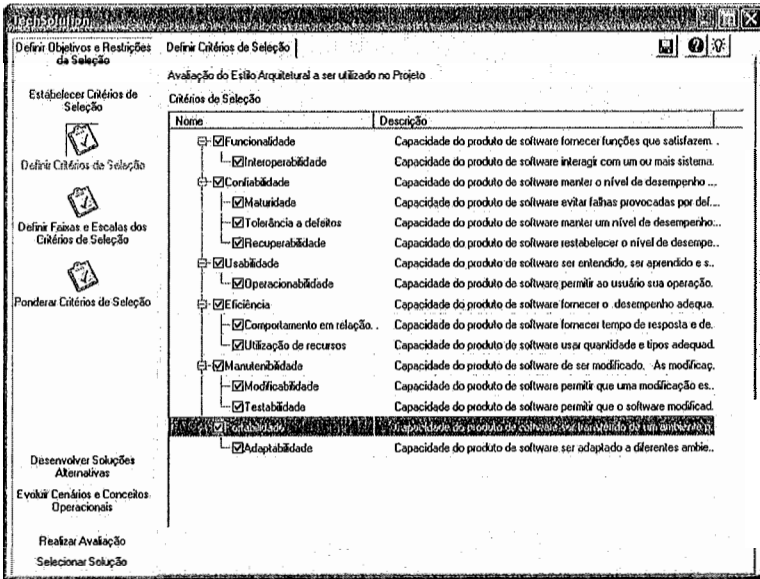 TechSolution
Definir Objetivos e Restrições da Seleção
Estabelecer Critérios de Seleção
Definir Critérios de Seleção
Definir Faixas e Escalas dos Critérios de Seleção
Ponderar Critérios de Seleção
Desenvolver Soluções Alternativas
Evoluir Cenários e Conceitos Operacionais
Realizar Avaliação
Selecionar Solução
Definir Critérios de Seleção
Avaliação do Estilo Arquitetural a ser utilizado no Projeto
Critérios de Seleção
Nome Descrição
Funcionalidade Capacidade do produto de software fornecer funções que satisfazem. .
Interoperabilidade Capacidade do produto de software interagir com um ou mais sistema.
Confiabilidade Capacidade do produto de software manter o nível de desempenho ...
Maturidade Capacidade do produto de software evitar falhas provocadas por def....
Tolerância a defeitos Capacidade do produto de software manter um nível de desempenho:...
Recuperabilidade Capacidade do produto de software restabelecer o nível de desempe...
Usabilidade Capacidade do produto de software ser entendido, ser aprendido e s...
Operacionabilidade Capacidade do produto de software permitir ao usuário sua operação.
Eficiência Capacidade do produto de software fornecer o desempenho adequa.
Comportamento em relação. . Capacidade do produto de software fornecer tempo de resposta e de.
Utilização de recursos Capacidade do produto de software usar quantidade e tipos adequad.
Manutenibilidade Capacidade do produto de software de ser modificado. As modificaç.
Modificabilidade Capacidade do produto de software permitir que uma modificação es...
Testabilidade Capacidade do produto de software permitir que o software modificad.
Portabilidade Capacidade do produto de software ser
Adaptabilidade Capacidade do produto de software ser adaptado a diferentes ambie...